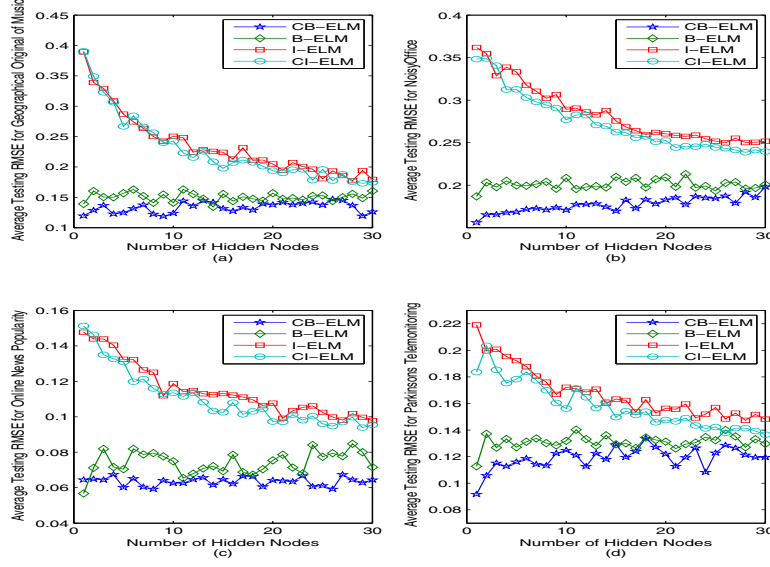 Average Testing RMSE for Geographical Original of Music
0.45
0.4
0.35
0.3
0.25
0.2
0.15
0.1
CB−ELM
B−ELM
I−ELM
CI−ELM
0
10
20
30
Number of Hidden Nodes
(a)
Average Testing RMSE for NoisyOffice
0.4
0.35
0.3
0.25
0.2
CB−ELM
B−ELM
I−ELM
CI−ELM
0
10
20
30
Number of Hidden Nodes
(b)
Average Testing RMSE for Online News Popularity
0.16
0.14
0.12
0.1
0.08
0.06
0.04
CB−ELM
B−ELM
I−ELM
CI−ELM
0
10
20
30
Number of Hidden Nodes
(c)
Average Testing RMSE for Parkinsons Telemonitoring
0.22
0.2
0.18
0.16
0.14
0.12
0.1
0.08
CB−ELM
B−ELM
I−ELM
CI−ELM
0
10
20
30
Number of Hidden Nodes
(d)